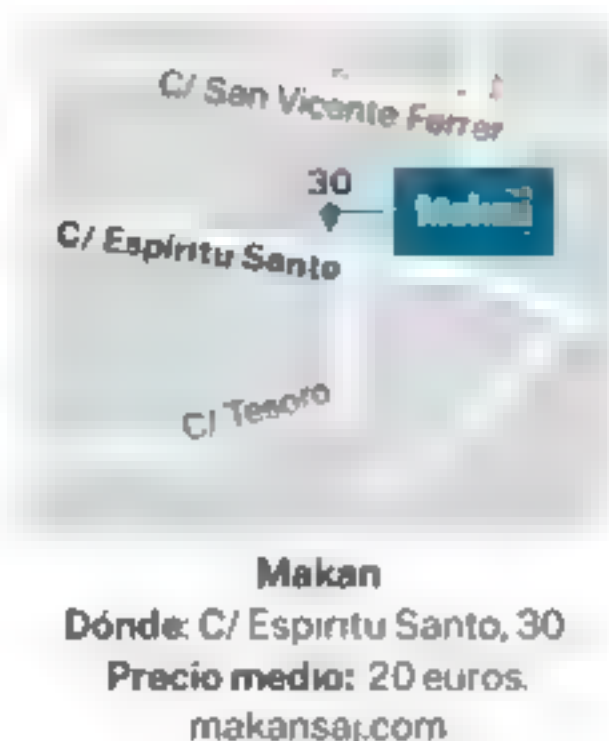 C/ San Vicente Ferrer
30
C/ Espíritu Santo
C/ Tesoro
Makan
Dónde: C/ Espíritu Santo, 30
Precio medio: 20 euros.
makansai.com